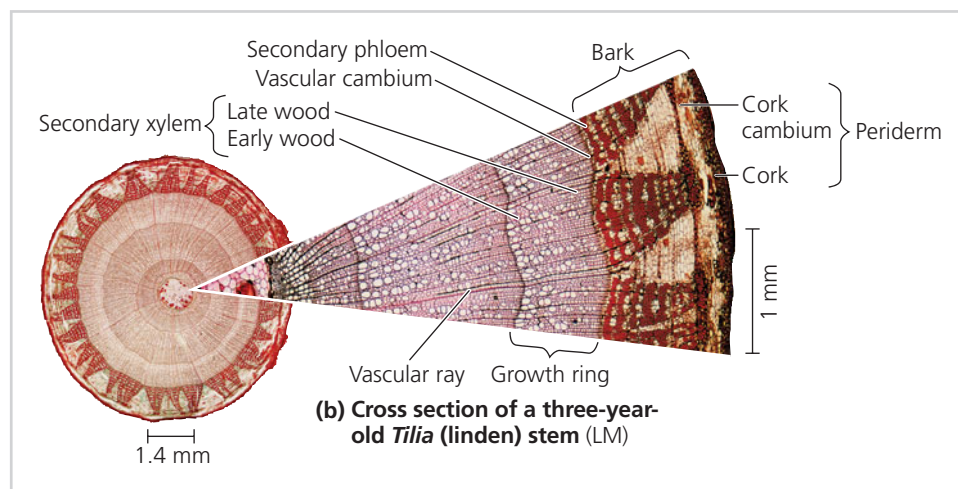 Secondary phloem
Vascular cambium
Bark
Secondary xylem
Late wood
Early wood
Cork
cambium
Periderm
Cork
1 mm
Vascular ray
Growth ring
(b) Cross section of a three-year-
old Tilia (linden) stem (LM)
1.4 mm